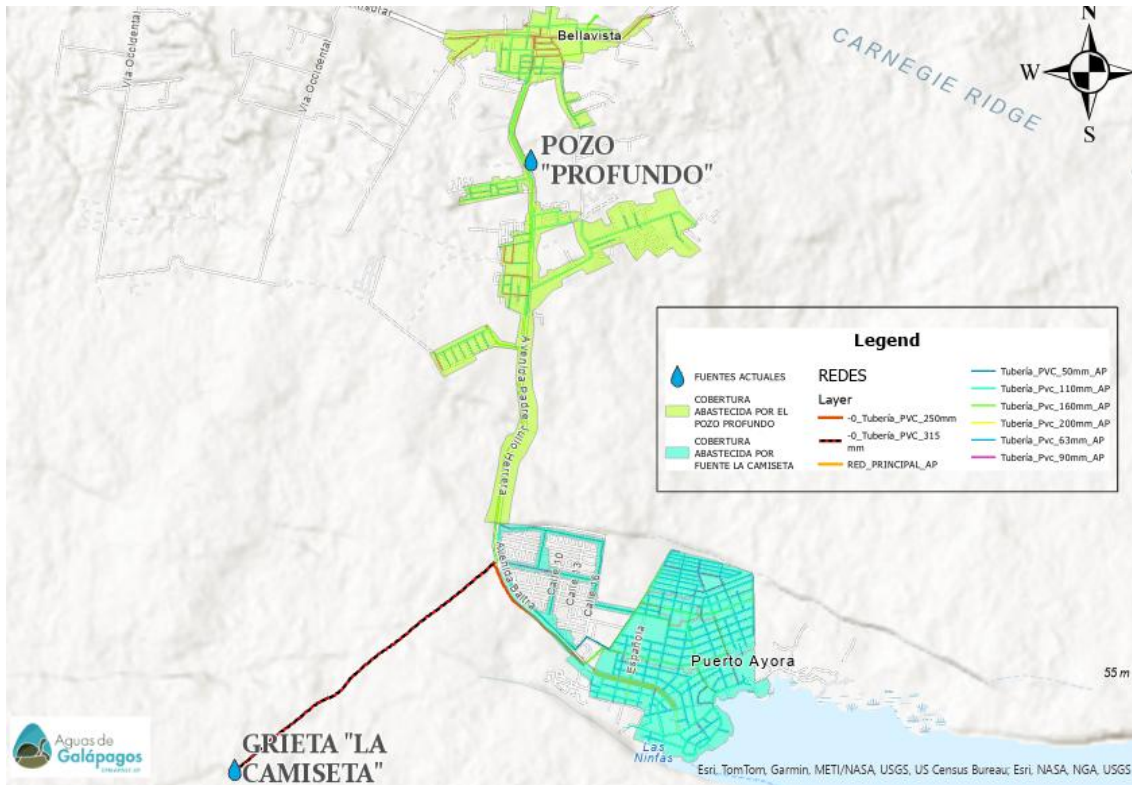 Bellavista
Vía Occidental
Vía Occidental
CARNEGIE RIDGE
N
W
S
POZO
"PROFUNDO"
Avenida Padre Julio Herrera
Legend
FUENTES ACTUALES
COBERTURA
ABASTECIDA POR EL
POZO PROFUNDO
COBERTURA
ABASTECIDA POR
FUENTE LA CAMISETA
REDES
Layer
-0_Tubería_PVC_250mm
-0_Tubería_PVC_315
mm
RED_PRINCIPAL_AP
Tubería_PVC_50mm_AP
Tubería_Pvc_110mm_AP
Tubería_Pvc_160mm_AP
Tubería_Pvc_200mm_AP
Tubería_Pvc_63mm_AP
Tubería_Pvc_90mm_AP
Avenida Baltra
Calle 10
Calle 13
Calle 16
Española
Puerto Ayora
55 m
Las
Ninfas
GRIETA "LA
CAMISETA"
Aguas de
Galápagos
Esri, TomTom, Garmin, METI/NASA, USGS, US Census Bureau; Esri, NASA, NGA, USGS